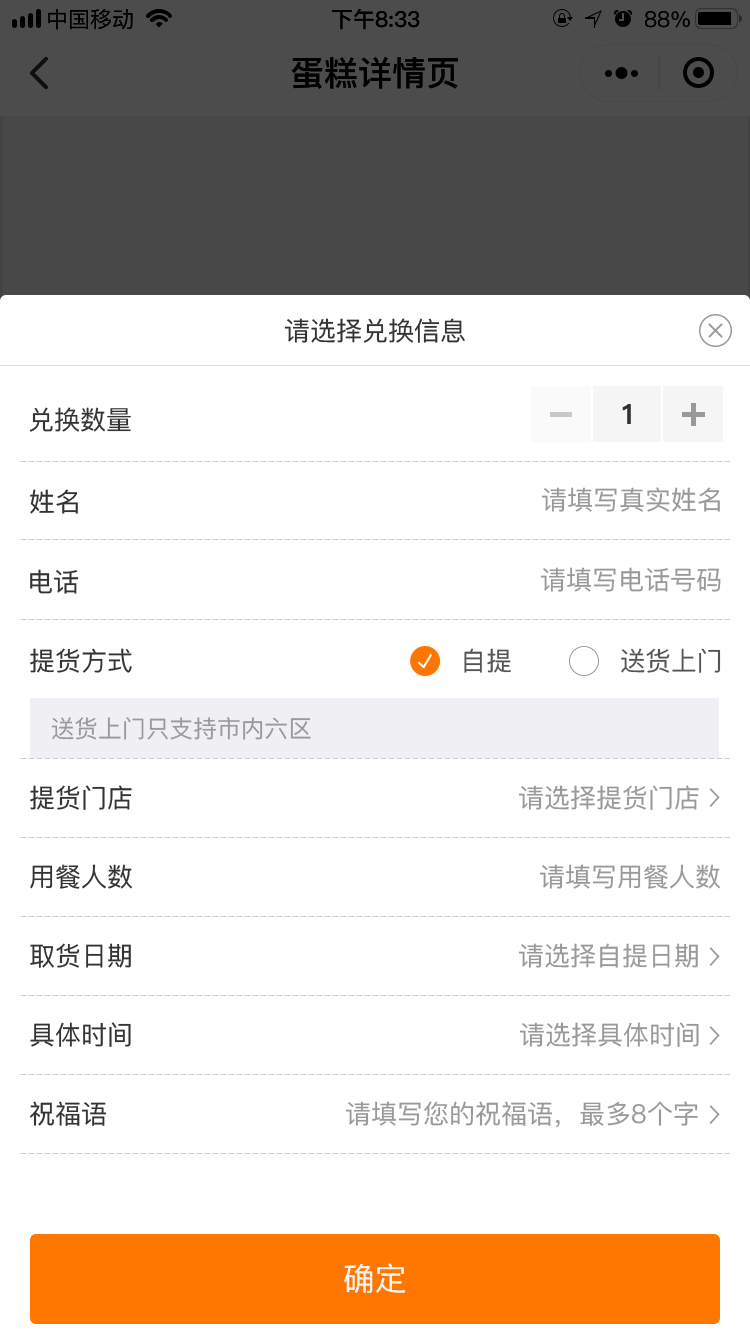 中国移动 下午8:33 88%
蛋糕详情页
请选择兑换信息
兑换数量 1
姓名 请填写真实姓名
电话 请填写电话号码
提货方式 自提 送货上门
送货上门只支持市内六区
提货门店 请选择提货门店
用餐人数 请填写用餐人数
取货日期 请选择自提日期
具体时间 请选择具体时间
祝福语 请填写您的祝福语，最多8个字
确定